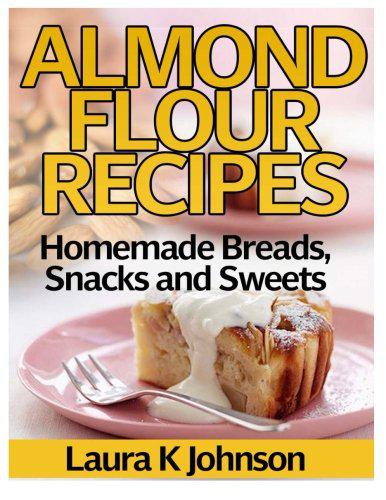 ALMOND
FLOUR
RECIPES
Homemade Breads,
Snacks and Sweets
Laura K Johnson